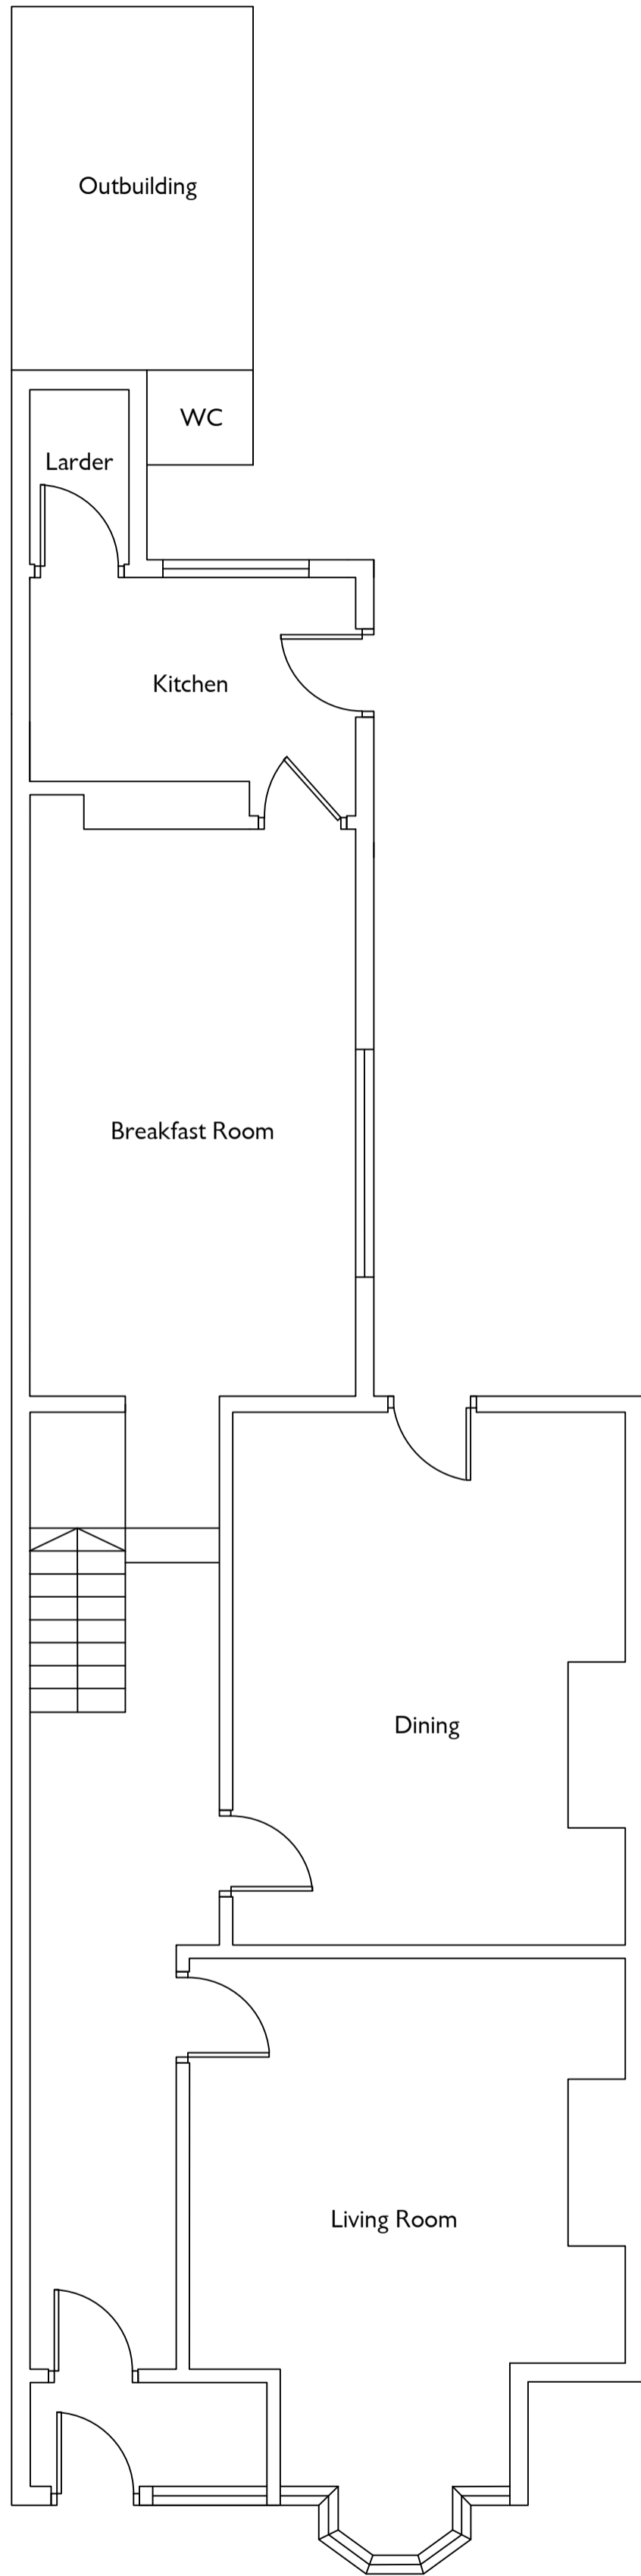 Outbuilding
WC
Larder
Kitchen
Breakfast Room
Dining
Living Room